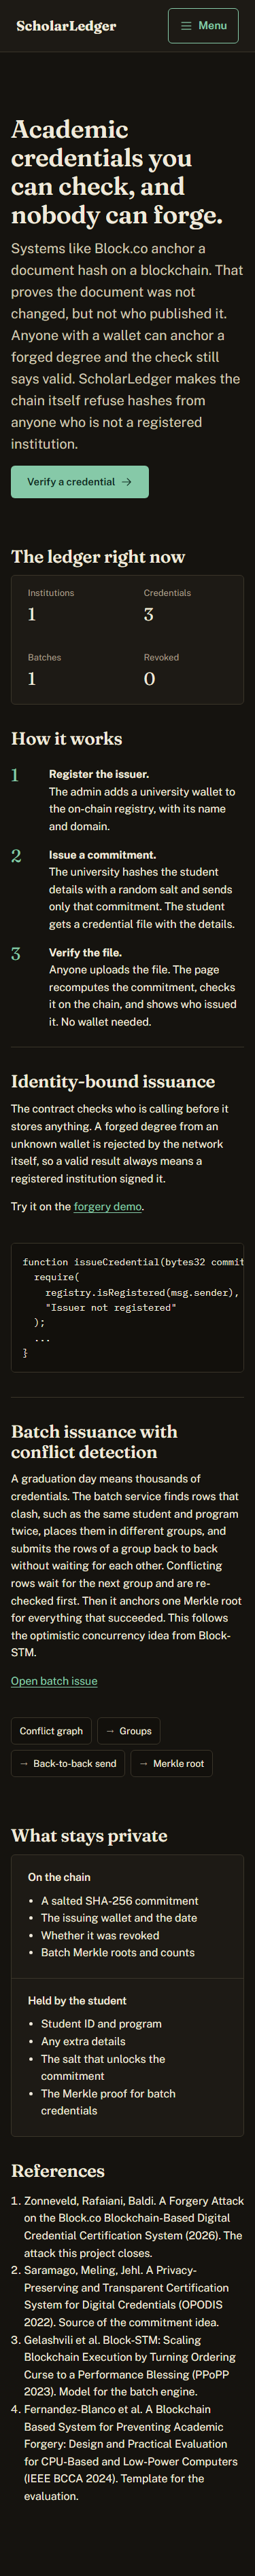 ScholarLedger
Menu
Academic
credentials you
can check, and
nobody can forge.
Systems like Block.co anchor a
document hash on a blockchain. That
proves the document was not
changed, but not who published it.
Anyone with a wallet can anchor a
forged degree and the check still
says valid. ScholarLedger makes the
chain itself refuse hashes from
anyone who is not a registered
institution.
Verify a credential →
The ledger right now
Institutions
1
Credentials
3
Batches
1
Revoked
0
How it works
1
Register the issuer.
The admin adds a university wallet to
the on-chain registry, with its name
and domain.
2
Issue a commitment.
The university hashes the student
details with a random salt and sends
only that commitment. The student
gets a credential file with the details.
3
Verify the file.
Anyone uploads the file. The page
recomputes the commitment, checks
it on the chain, and shows who issued
it. No wallet needed.
Identity-bound issuance
The contract checks who is calling before it
stores anything. A forged degree from an
unknown wallet is rejected by the network
itself, so a valid result always means a
registered institution signed it.
Try it on the forgery demo.
function issueCredential(bytes32 commit
require(
registry.isRegistered(msg.sender),
"Issuer not registered"
);
...
}
Batch issuance with
conflict detection
A graduation day means thousands of
credentials. The batch service finds rows that
clash, such as the same student and program
twice, places them in different groups, and
submits the rows of a group back to back
without waiting for each other. Conflicting
rows wait for the next group and are re-
checked first. Then it anchors one Merkle root
for everything that succeeded. This follows
the optimistic concurrency idea from Block-
STM.
Open batch issue
Conflict graph
→ Groups
→ Back-to-back send
→ Merkle root
What stays private
On the chain
• A salted SHA-256 commitment
• The issuing wallet and the date
• Whether it was revoked
• Batch Merkle roots and counts
Held by the student
• Student ID and program
• Any extra details
• The salt that unlocks the
commitment
• The Merkle proof for batch
credentials
References
1. Zonneveld, Rafaiani, Baldi. A Forgery Attack
on the Block.co Blockchain-Based Digital
Credential Certification System (2026). The
attack this project closes.
2. Saramago, Meling, Jehl. A Privacy-
Preserving and Transparent Certification
System for Digital Credentials (OPODIS
2022). Source of the commitment idea.
3. Gelashvili et al. Block-STM: Scaling
Blockchain Execution by Turning Ordering
Curse to a Performance Blessing (PPoPP
2023). Model for the batch engine.
4. Fernandez-Blanco et al. A Blockchain
Based System for Preventing Academic
Forgery: Design and Practical Evaluation
for CPU-Based and Low-Power Computers
(IEEE BCCA 2024). Template for the
evaluation.